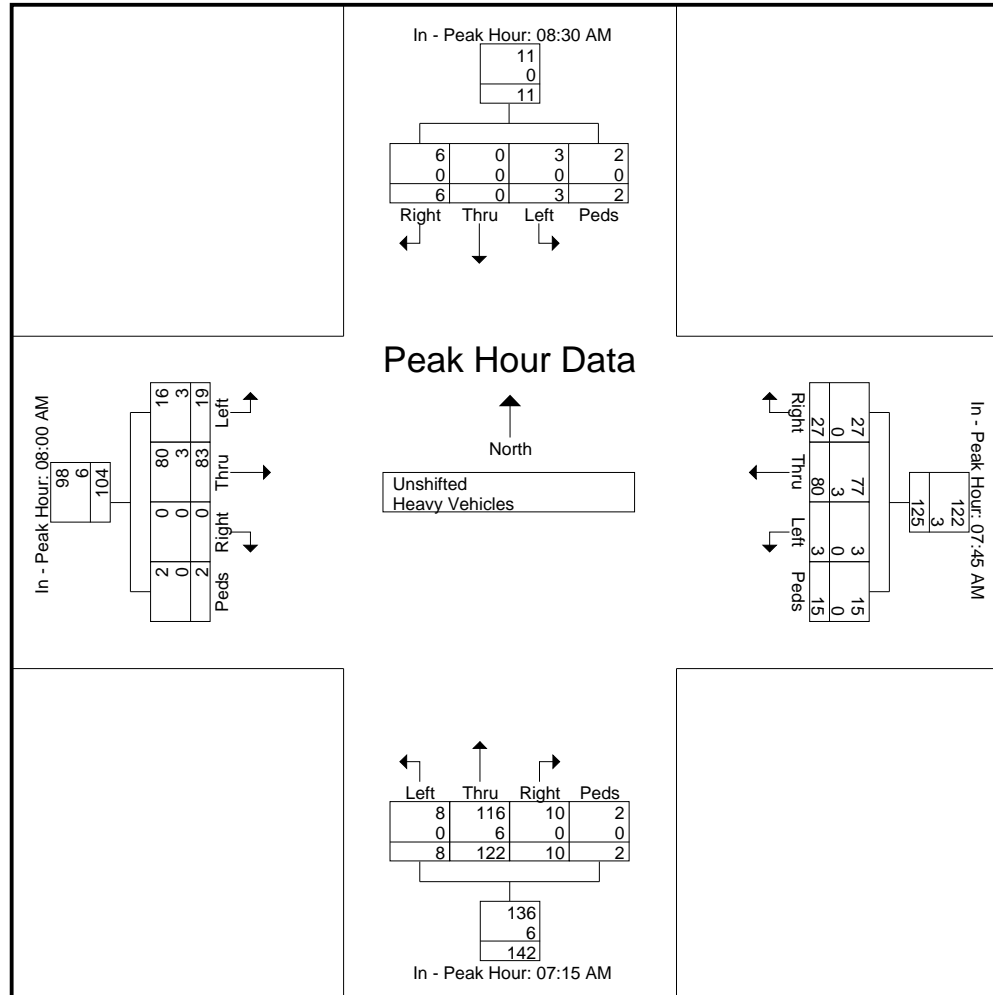 In - Peak Hour: 08:30 AM
11
0
11
6 0 3 2
0 0 0 0
6 0 3 2
Right Thru Left Peds
Peak Hour Data
North
Unshifted
Heavy Vehicles
In - Peak Hour: 08:00 AM
98
6
104
16 80 0 2
3 3 0 0
19 83 0 2
Left Thru Right Peds
In - Peak Hour: 07:45 AM
122
3
125
27 77 3 15
0 3 0 0
27 80 3 15
Right Thru Left Peds
Left Thru Right Peds
8 116 10 2
0 6 0 0
8 122 10 2
136
6
142
In - Peak Hour: 07:15 AM